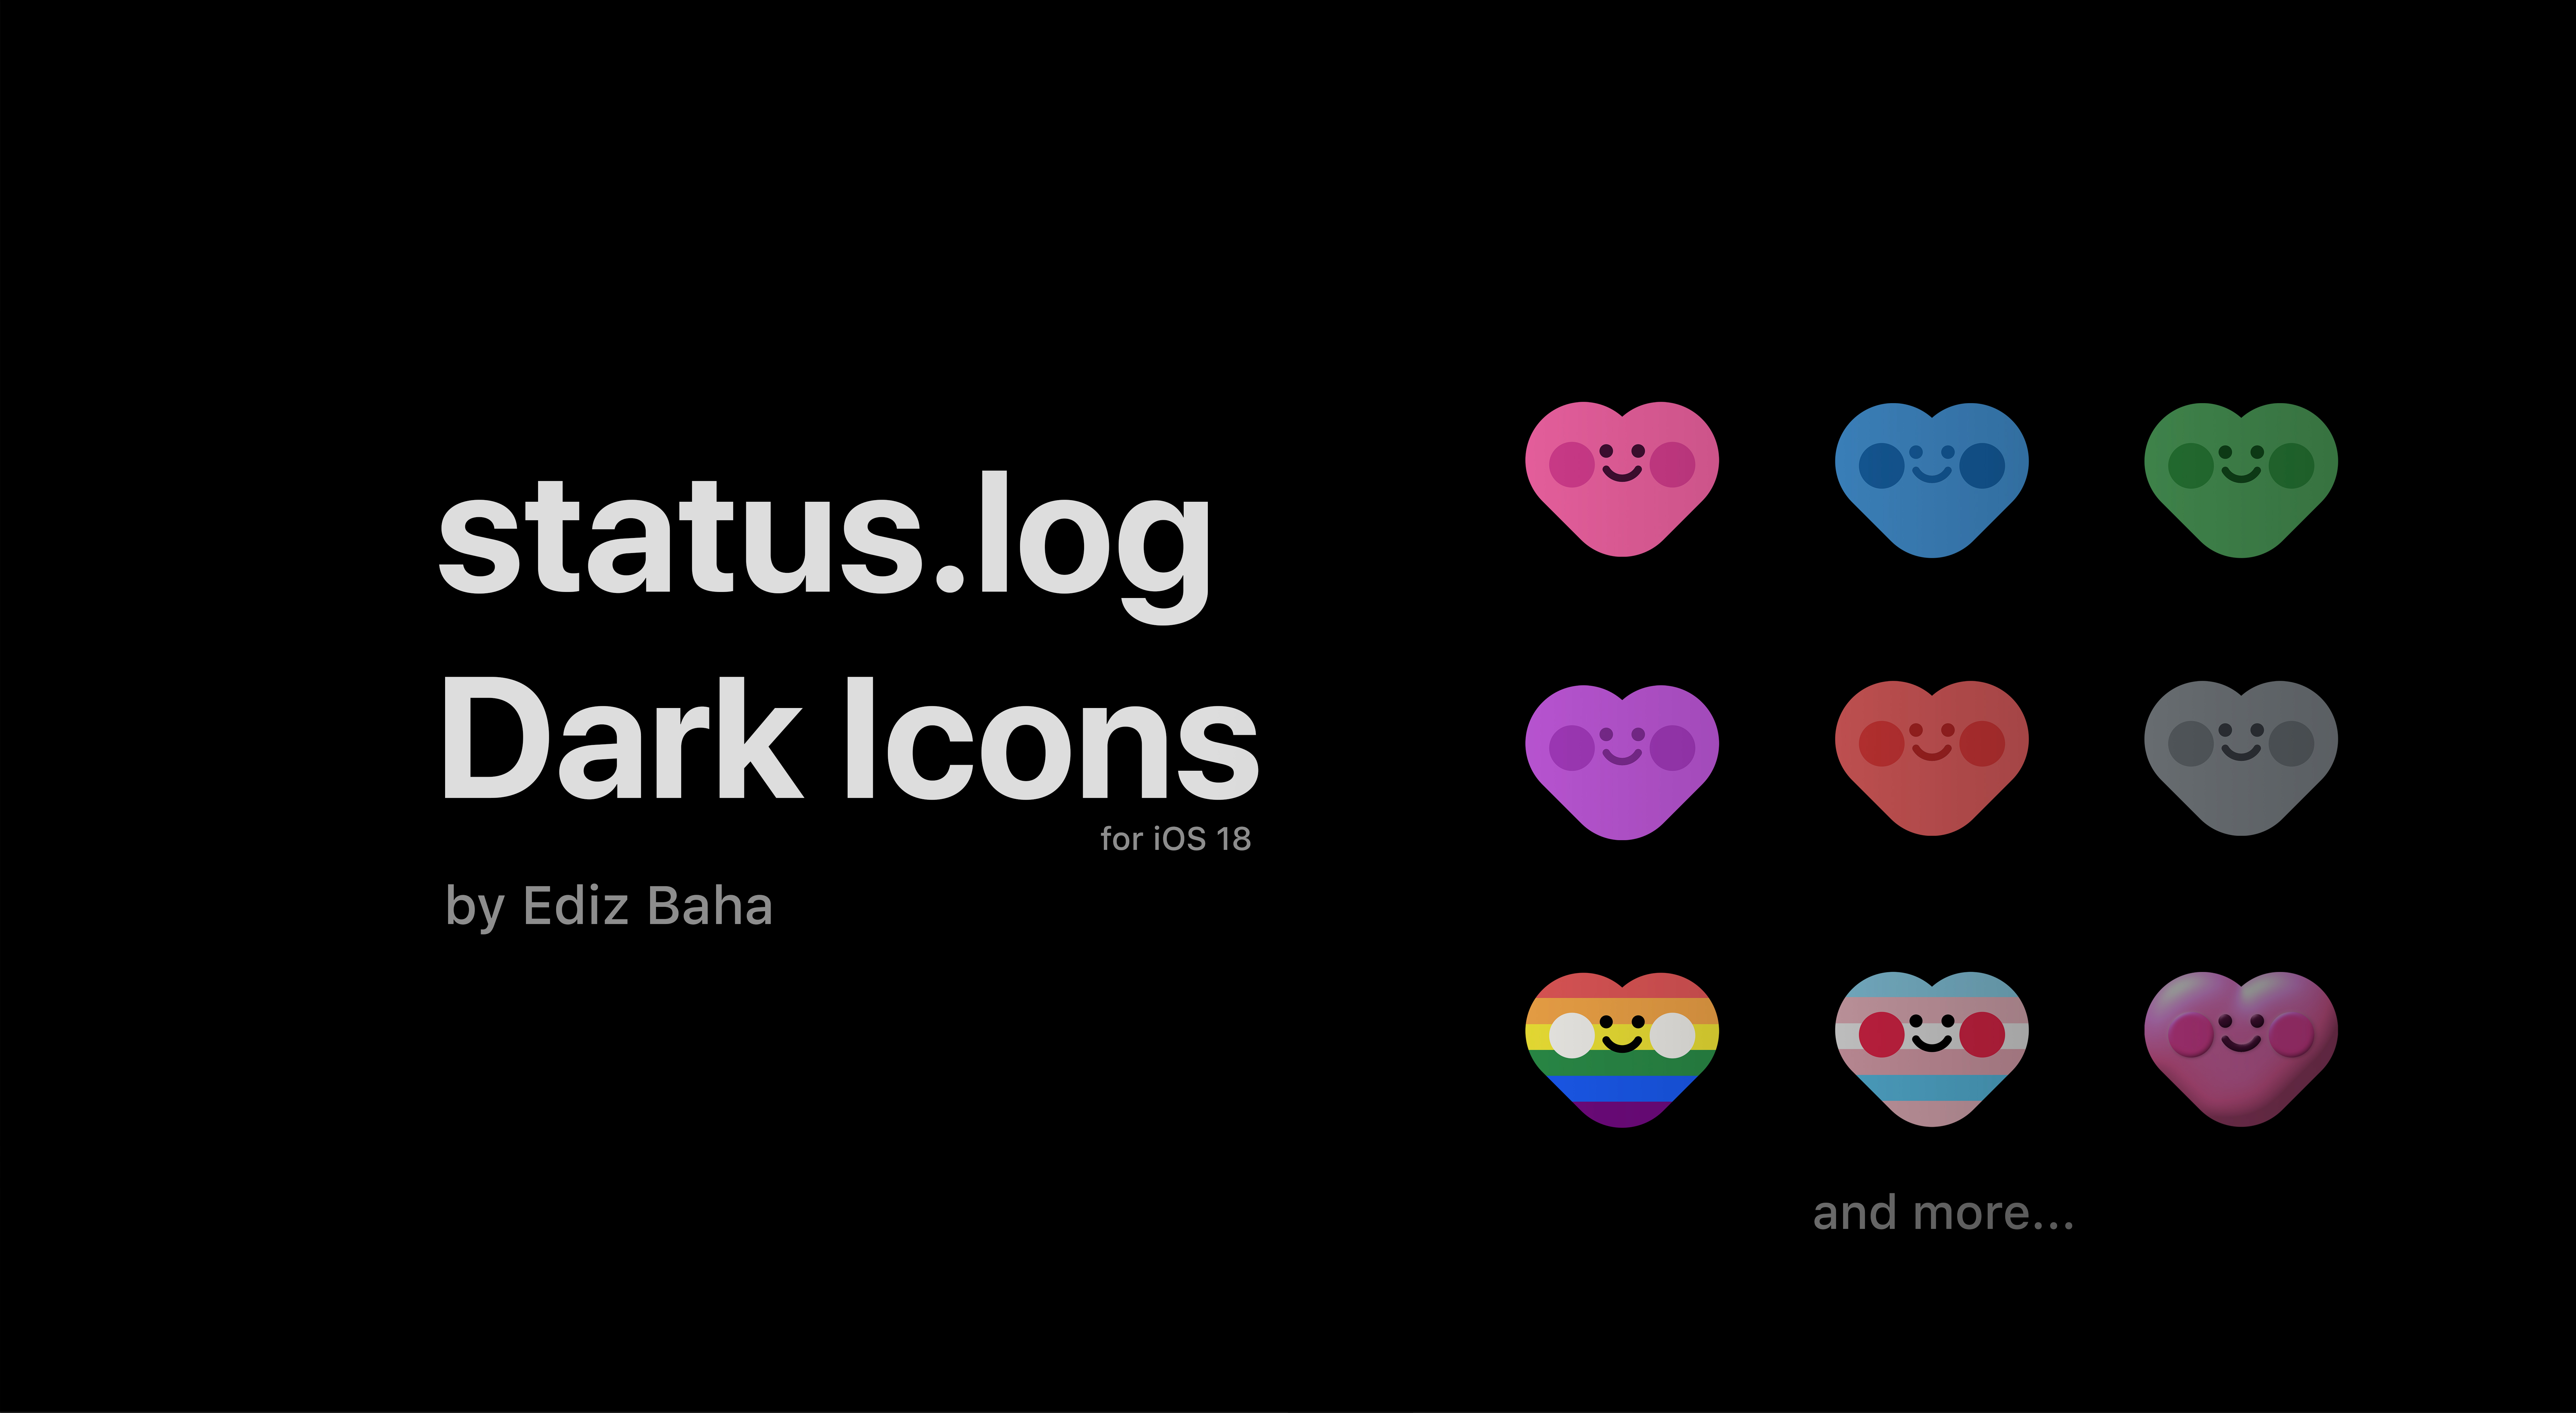 status.log
Dark Icons
for iOS 18
by Ediz Baha
and more...